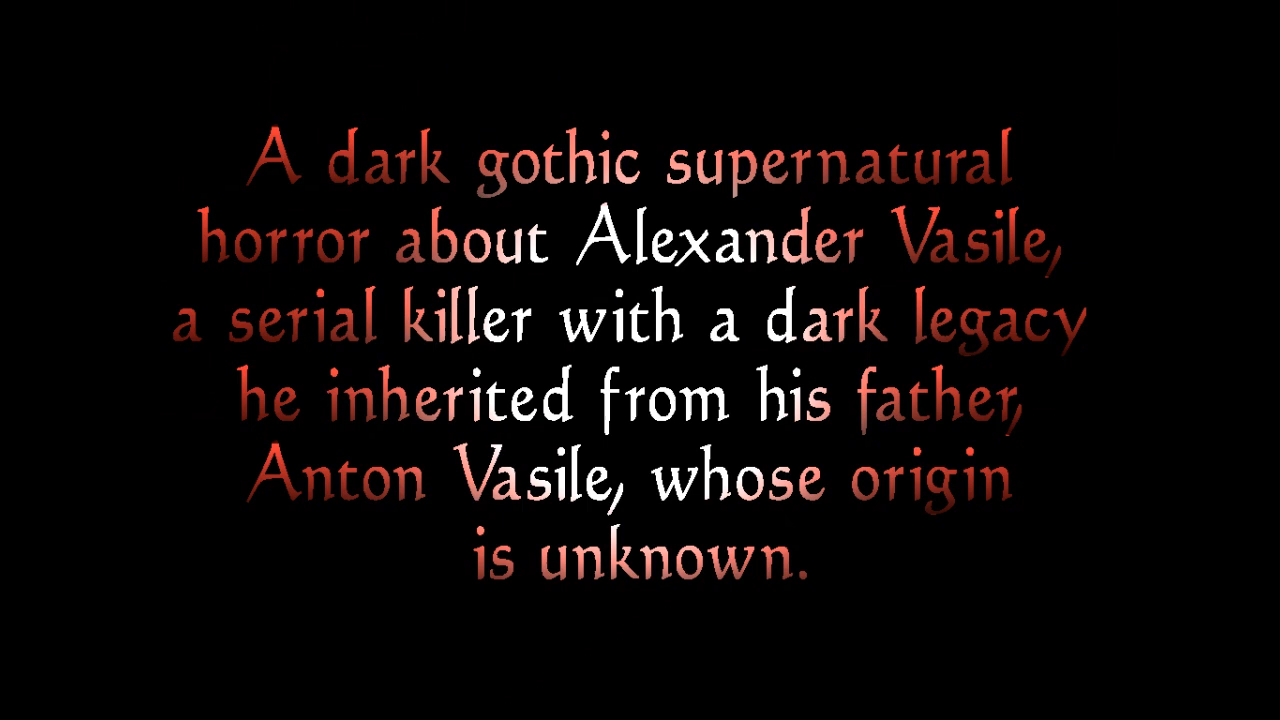 A dark gothic supernatural
horror about Alexander Vasile,
a serial killer with a dark legacy
he inherited from his father,
Anton Vasile, whose origin
is unknown.